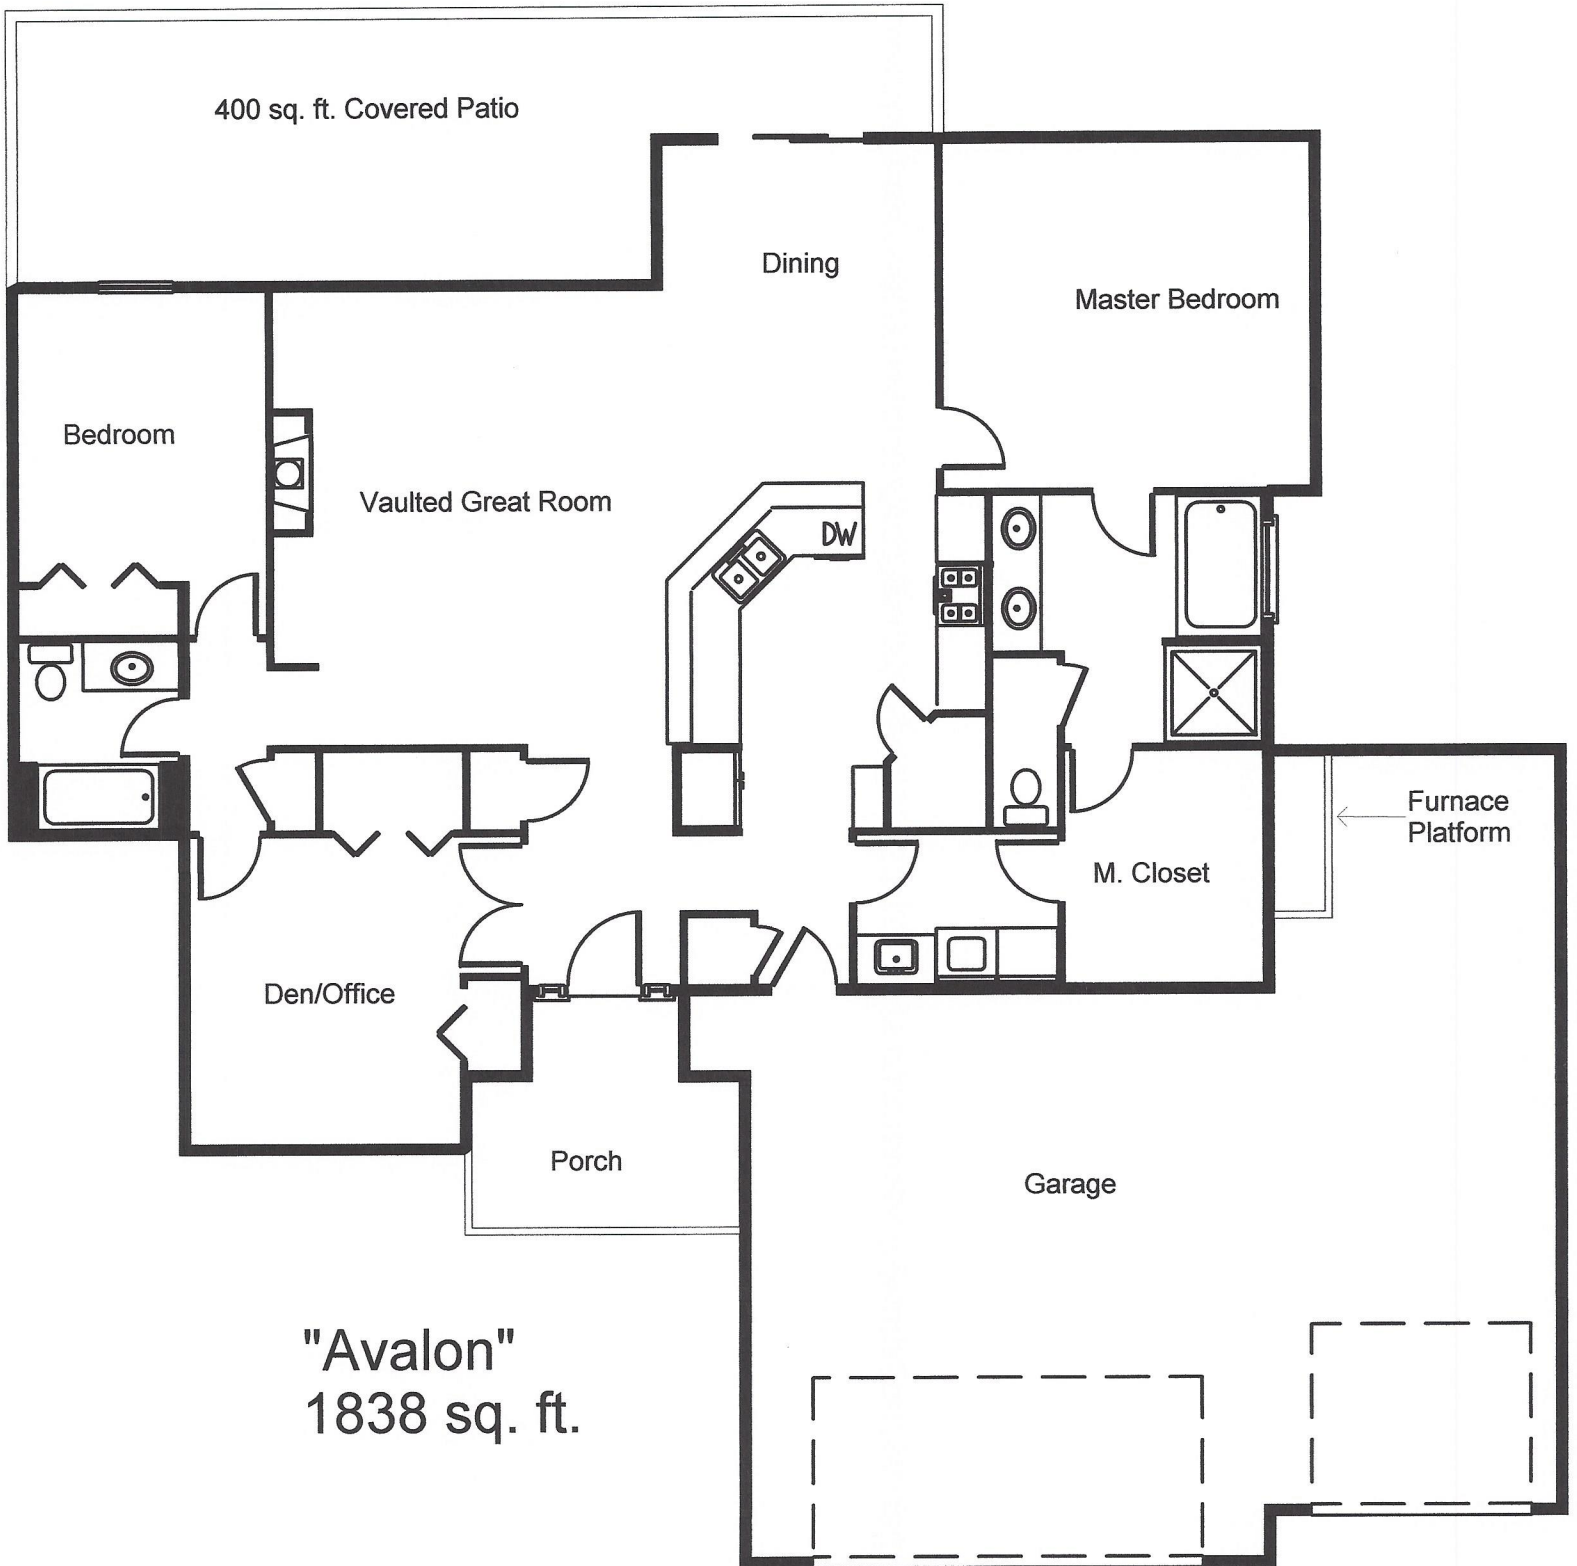 400 sq. ft. Covered Patio
Dining
Master Bedroom
Bedroom
Vaulted Great Room
DW
Furnace
Platform
M. Closet
Den/Office
Porch
Garage
"Avalon"
1838 sq. ft.